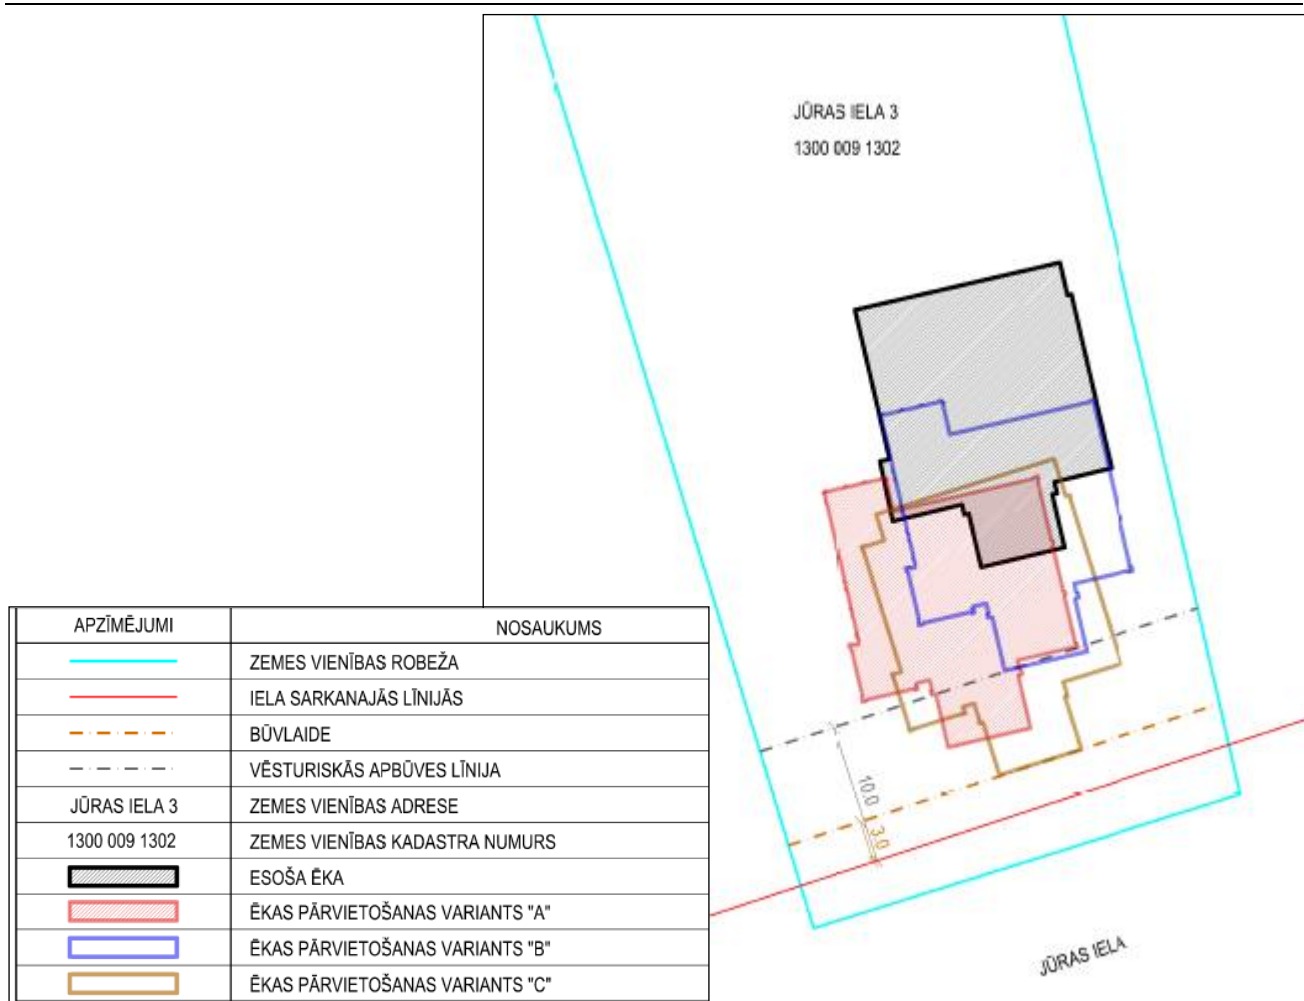 JŪRAS IELA 3
1300 009 1302
10.0
3.0
JŪRAS IELA
APZĪMĒJUMI NOSAUKUMS
ZEMES VIENĪBAS ROBEŽA
IELA SARKANAJĀS LĪNIJĀS
BŪVLAIDE
VĒSTURISKĀS APBŪVES LĪNIJA
JŪRAS IELA 3 ZEMES VIENĪBAS ADRESE
1300 009 1302 ZEMES VIENĪBAS KADASTRA NUMURS
ESOŠA ĒKA
ĒKAS PĀRVIETOŠANAS VARIANTS "A"
ĒKAS PĀRVIETOŠANAS VARIANTS "B"
ĒKAS PĀRVIETOŠANAS VARIANTS "C"